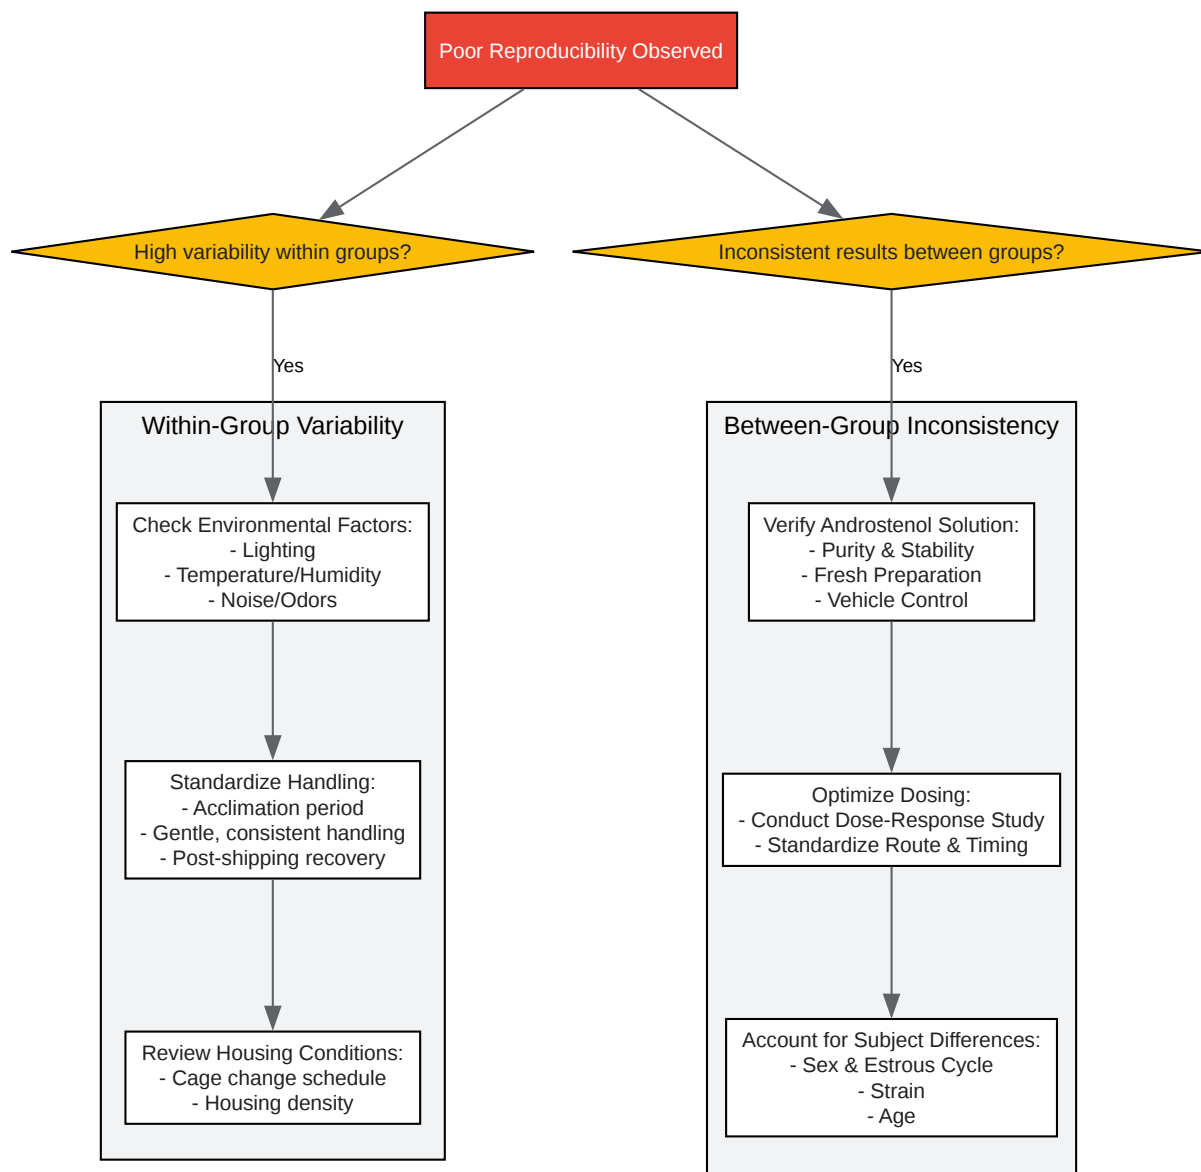 Poor Reproducibility Observed
High variability within groups?
Inconsistent results between groups?
Yes
Yes
Within-Group Variability
Check Environmental Factors:
- Lighting
- Temperature/Humidity
- Noise/Odors
Standardize Handling:
- Acclimation period
- Gentle, consistent handling
- Post-shipping recovery
Review Housing Conditions:
- Cage change schedule
- Housing density
Between-Group Inconsistency
Verify Androstenol Solution:
- Purity & Stability
- Fresh Preparation
- Vehicle Control
Optimize Dosing:
- Conduct Dose-Response Study
- Standardize Route & Timing
Account for Subject Differences:
- Sex & Estrous Cycle
- Strain
- Age